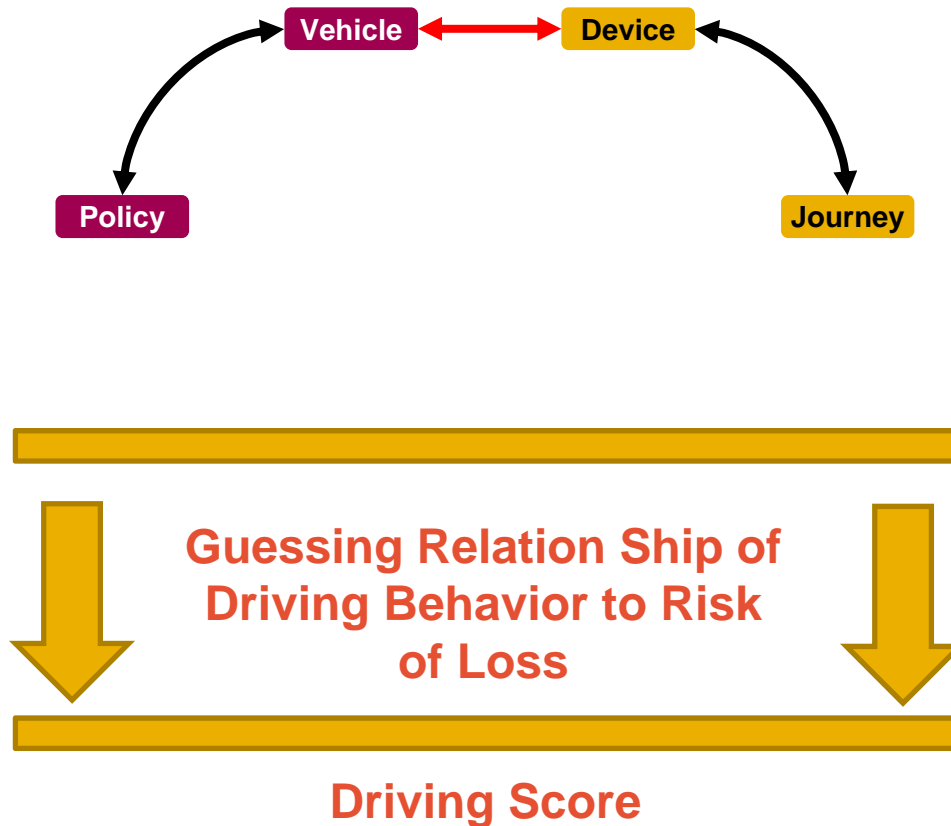 Vehicle
Device
Policy
Journey
Guessing Relation Ship of
Driving Behavior to Risk
of Loss
Driving Score